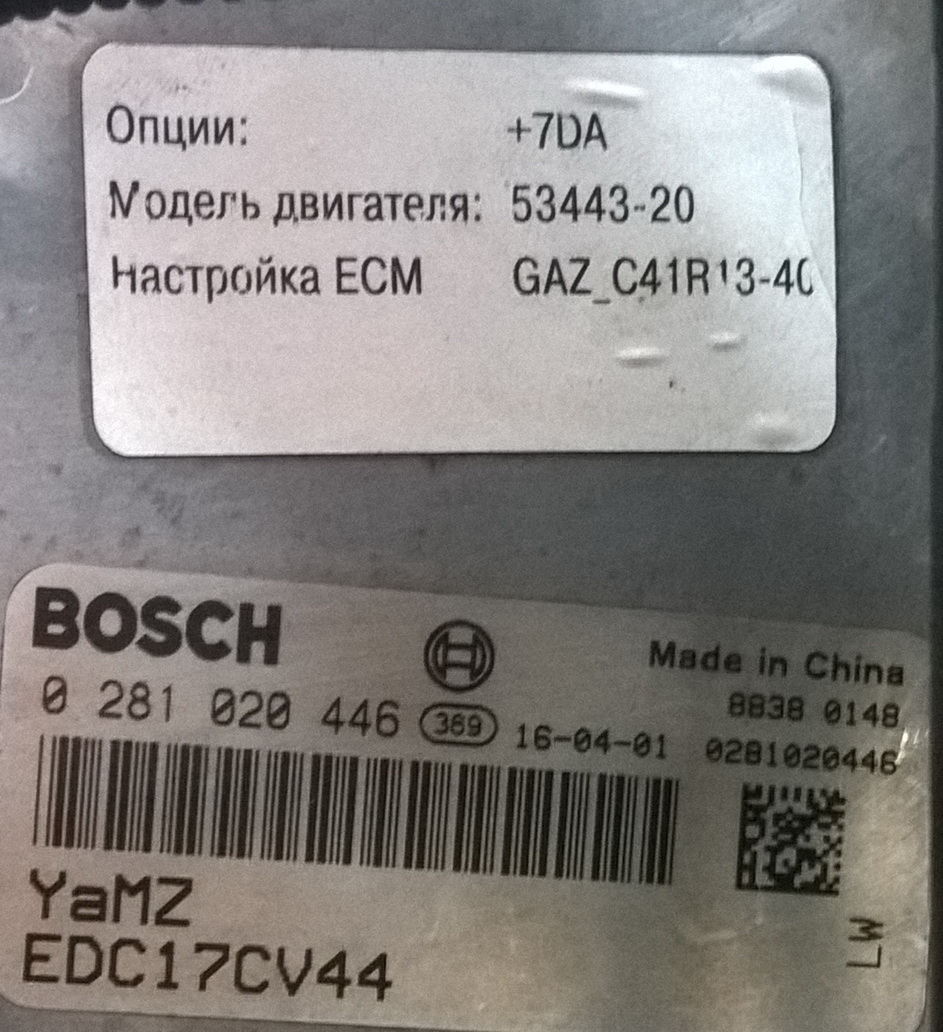 Опции: +7DA
Модель двигателя: 53443-20
Настройка ECM GAZ_C41R13-40
BOSCH
Made in China
8838 0148
0 281 020 446 369 16-04-01 0281020446
YaMZ
EDC17CV44
LW